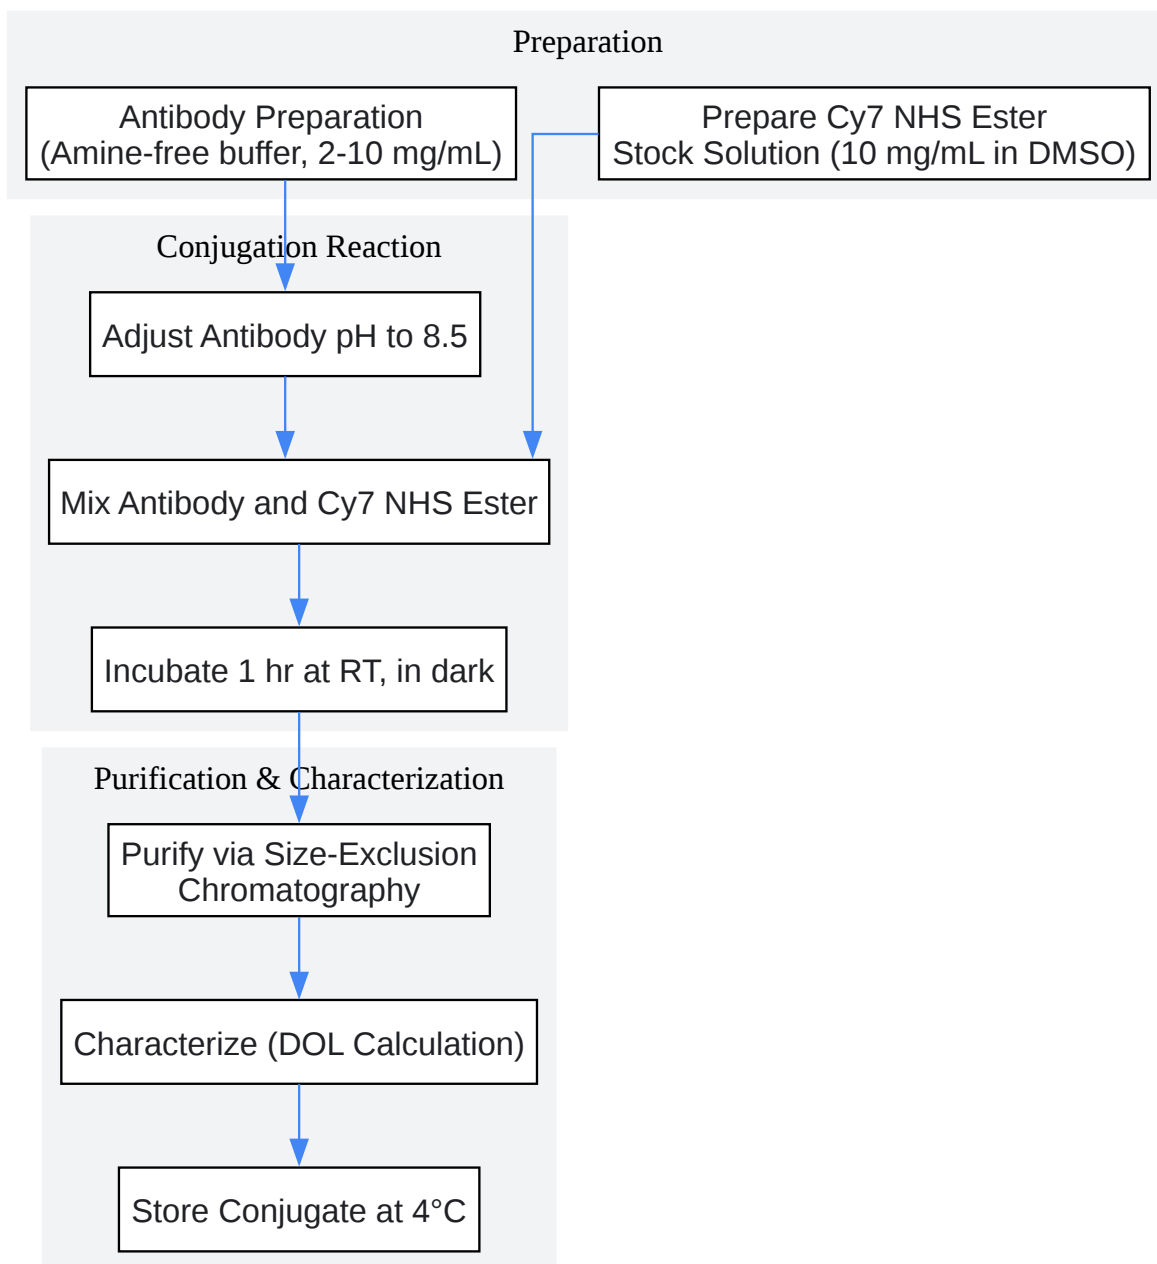 Preparation
Antibody Preparation
(Amine-free buffer, 2-10 mg/mL)
Prepare Cy7 NHS Ester
Stock Solution (10 mg/mL in DMSO)
Conjugation Reaction
Adjust Antibody pH to 8.5
Mix Antibody and Cy7 NHS Ester
Incubate 1 hr at RT, in dark
Purification & Characterization
Purify via Size-Exclusion
Chromatography
Characterize (DOL Calculation)
Store Conjugate at 4°C